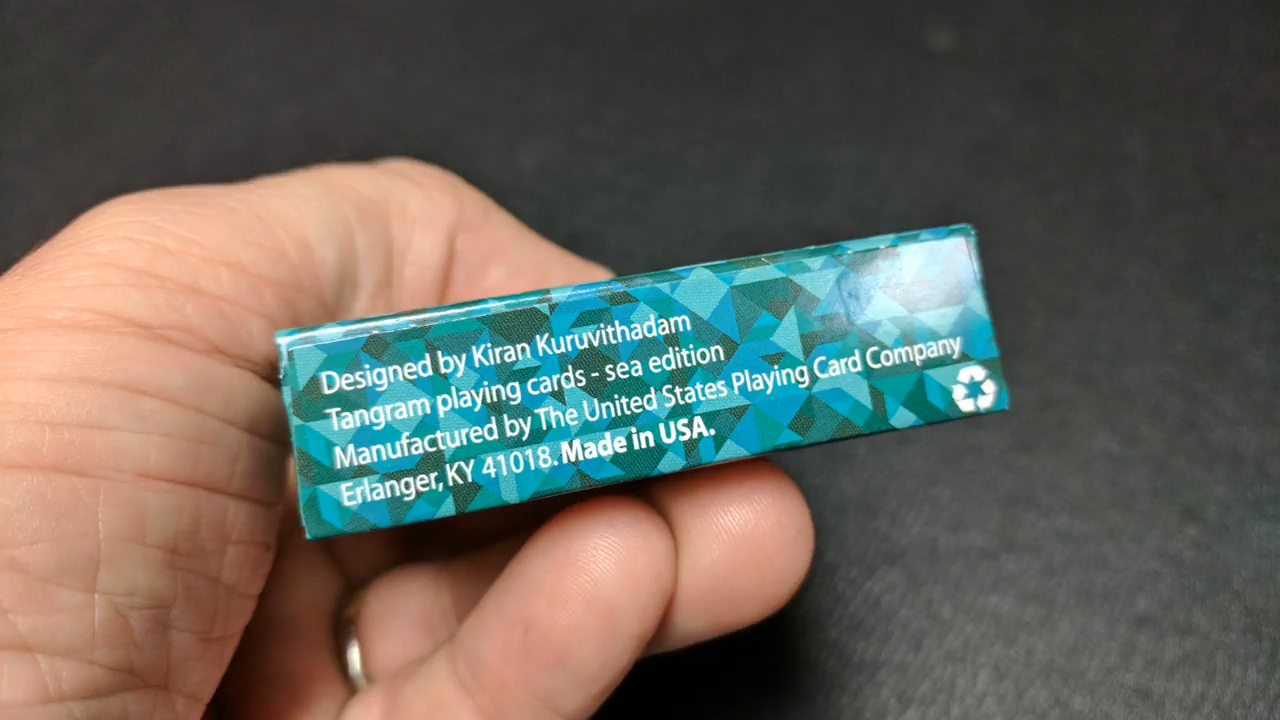 Designed by Kiran Kuruvithadam
Tangram playing cards - sea edition
Manufactured by The United States Playing Card Company
Erlanger, KY 41018. Made in USA.